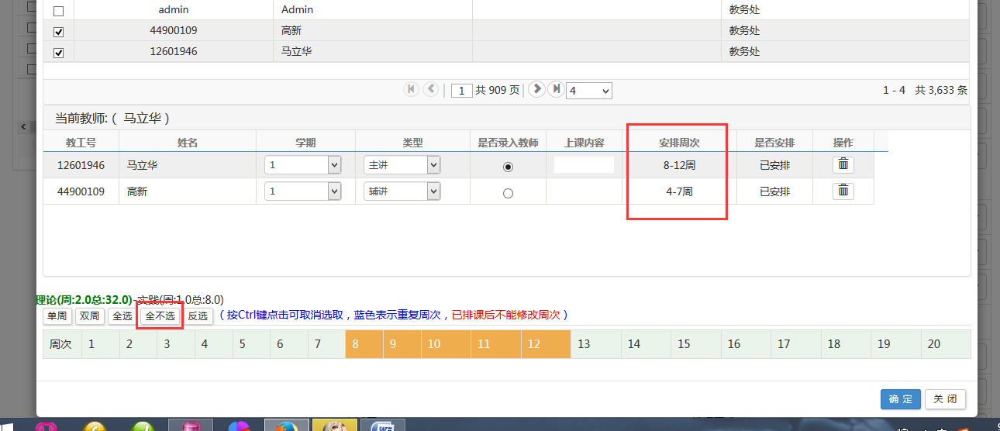 admin Admin 教务处
44900109 高新 教务处
12601946 马立华 教务处
1 共 909 页 4 1 - 4 共 3,633 条
当前教师: ( 马立华 )
教工号 姓名 学期 类型 是否录入教师 上课内容 安排周次 是否安排 操作
12601946 马立华 1 主讲 8-12周 已安排
44900109 高新 1 辅讲 4-7周 已安排
理论(周:2.0总:32.0)-实践(周:1.0总:8.0)
单周 双周 全选 全不选 反选 (按Ctrl键点击可取消选取，蓝色表示重复周次，已排课后不能修改周次)
周次 1 2 3 4 5 6 7 8 9 10 11 12 13 14 15 16 17 18 19 20
确 定 关 闭